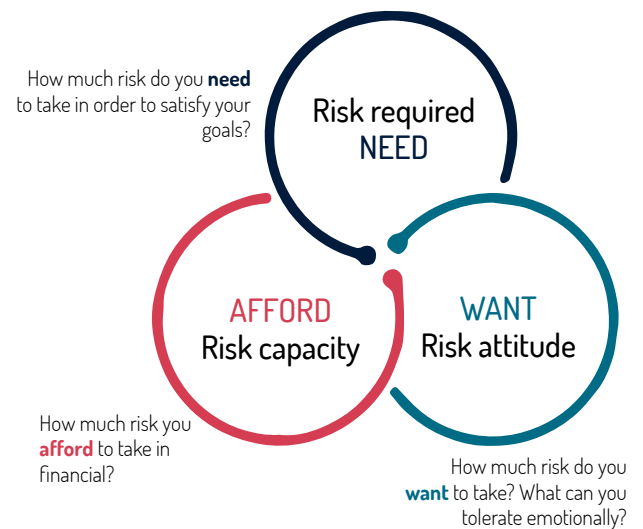 How much risk do you need
to take in order to satisfy your
goals?
Risk required
NEED
AFFORD
Risk capacity
WANT
Risk attitude
How much risk you
afford to take in
financial?
How much risk do you
want to take? What can you
tolerate emotionally?